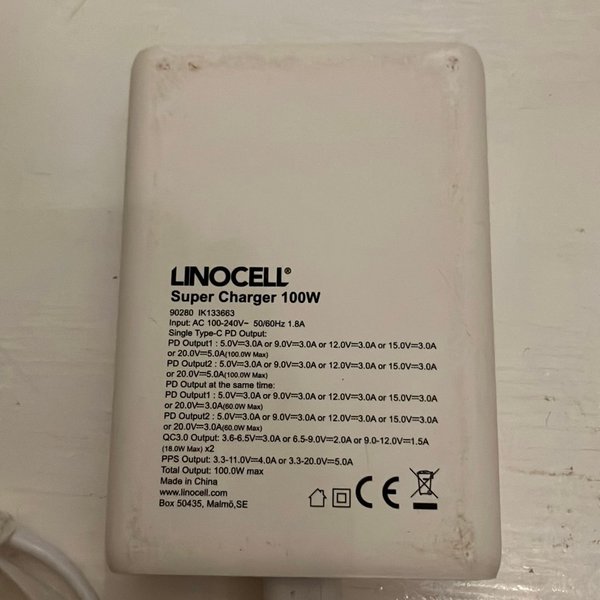 LINOCELL®
Super Charger 100W
90280 IK133663
Input: AC 100-240V~ 50/60Hz 1.8A
Single Type-C PD Output:
PD Output1 : 5.0V⎓3.0A or 9.0V⎓3.0A or 12.0V⎓3.0A or 15.0V⎓3.0A
or 20.0V⎓5.0A(100.0W Max)
PD Output2 : 5.0V⎓3.0A or 9.0V⎓3.0A or 12.0V⎓3.0A or 15.0V⎓3.0A
or 20.0V⎓5.0A(100.0W Max)
PD Output at the same time:
PD Output1 : 5.0V⎓3.0A or 9.0V⎓3.0A or 12.0V⎓3.0A or 15.0V⎓3.0A
or 20.0V⎓3.0A(60.0W Max)
PD Output2 : 5.0V⎓3.0A or 9.0V⎓3.0A or 12.0V⎓3.0A or 15.0V⎓3.0A
or 20.0V⎓3.0A(60.0W Max)
QC3.0 Output: 3.6-6.5V⎓3.0A or 6.5-9.0V⎓2.0A or 9.0-12.0V⎓1.5A
(18.0W Max) x2
PPS Output: 3.3-11.0V⎓4.0A or 3.3-20.0V⎓5.0A
Total Output: 100.0W max
Made in China
www.linocell.com
Box 50435, Malmö,SE
CE